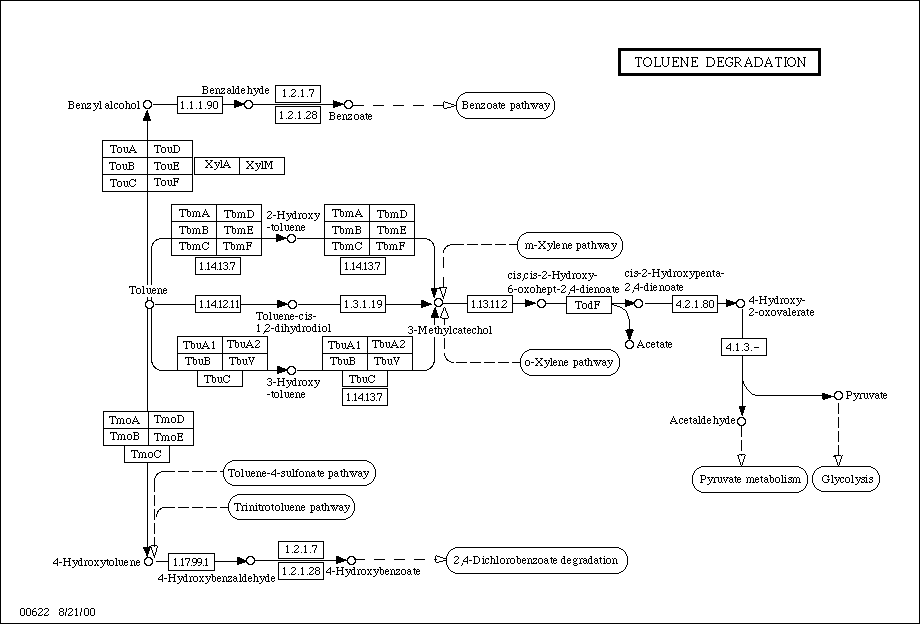 TOLUENE DEGRADATION
Benzyl alcohol
1.1.1.90
Benzaldehyde
1.2.1.7
1.2.1.28
Benzoate
Benzoate pathway
TouA TouD
TouB TouE
TouC TouF
XylA XylM
TbmA TbmD
TbmB TbmE
TbmC TbmF
1.14.13.7
2-Hydroxy
-toluene
TbmA TbmD
TbmB TbmE
TbmC TbmF
1.14.13.7
m-Xylene pathway
Toluene
1.14.12.11
Toluene-cis-
1,2-dihydrodiol
1.3.1.19
3-Methylcatechol
1.13.11.2
cis,cis-2-Hydroxy-
6-oxohept-2,4-dienoate
TodF
cis-2-Hydroxypenta-
2,4-dienoate
4.2.1.80
4-Hydroxy-
2-oxovalerate
Acetate
4.1.3.-
TbuA1 TbuA2
TbuB TbuV
TbuC
3-Hydroxy
-toluene
TbuA1 TbuA2
TbuB TbuV
TbuC
1.14.13.7
o-Xylene pathway
Pyruvate
Acetaldehyde
Pyruvate metabolism
Glycolysis
TmoA TmoD
TmoB TmoE
TmoC
Toluene-4-sulfonate pathway
Trinitrotoluene pathway
4-Hydroxytoluene
1.17.99.1
4-Hydroxybenzaldehyde
1.2.1.7
1.2.1.28
4-Hydroxybenzoate
2,4-Dichlorobenzoate degradation
00622 8/21/00